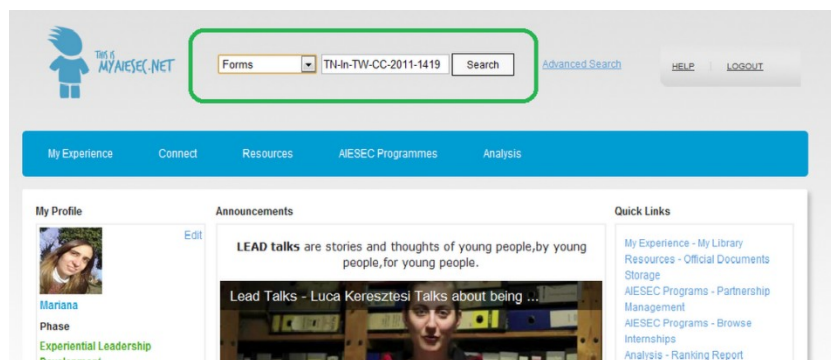 THIS IS
MYAIESEC.NET
Forms
TN-In-TW-CC-2011-1419
Search
Advanced Search
HELP
LOGOUT
My Experience
Connect
Resources
AIESEC Programmes
Analysis
My Profile
Edit
Mariana
Phase
Experiential Leadership
Development
Announcements
LEAD talks are stories and thoughts of young people,by young
people,for young people.
Lead Talks - Luca Keresztesi Talks about being ...
Quick Links
My Experience - My Library
Resources - Official Documents
Storage
AIESEC Programs - Partnership
Management
AIESEC Programs - Browse
Internships
Analysis - Ranking Report